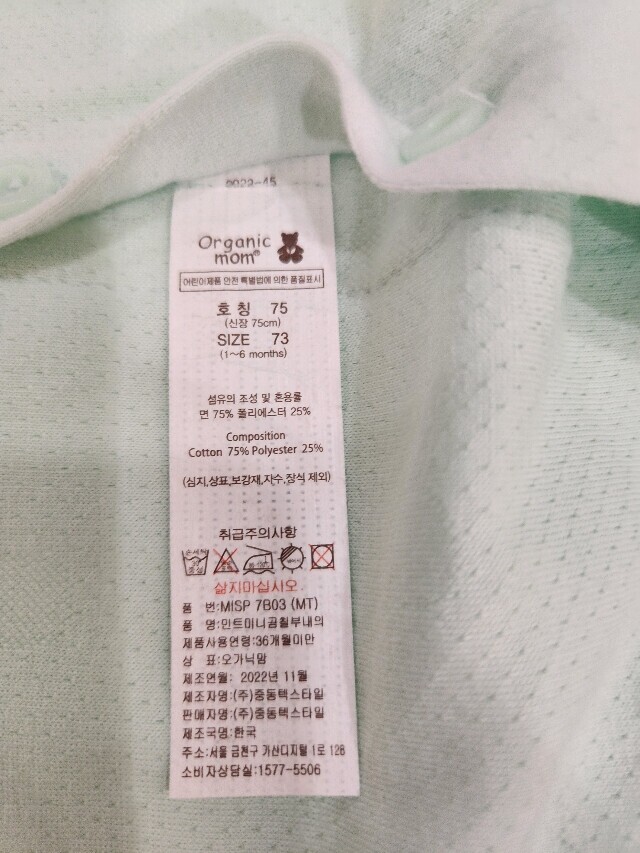 Organic
mom®
어린이제품 안전 특별법에 의한 품질표시
호 칭 75
(신장 75cm)
SIZE 73
(1~6 months)
섬유의 조성 및 혼용률
면 75% 폴리에스터 25%
Composition
Cotton 75% Polyester 25%
(심지,상표,보강재,자수,장식 제외)
취급주의사항
삶지마십시오
품 번:MISP 7B03 (MT)
품 명:민트미니곰칠부내의
제품사용연령:36개월미만
상 표:오가닉맘
제조연월: 2022년 11월
제조자명:(주)중동텍스타일
판매자명:(주)중동텍스타일
제조국명:한국
주소:서울 금천구 가산디지털 1로 128
소비자상담실:1577-5506